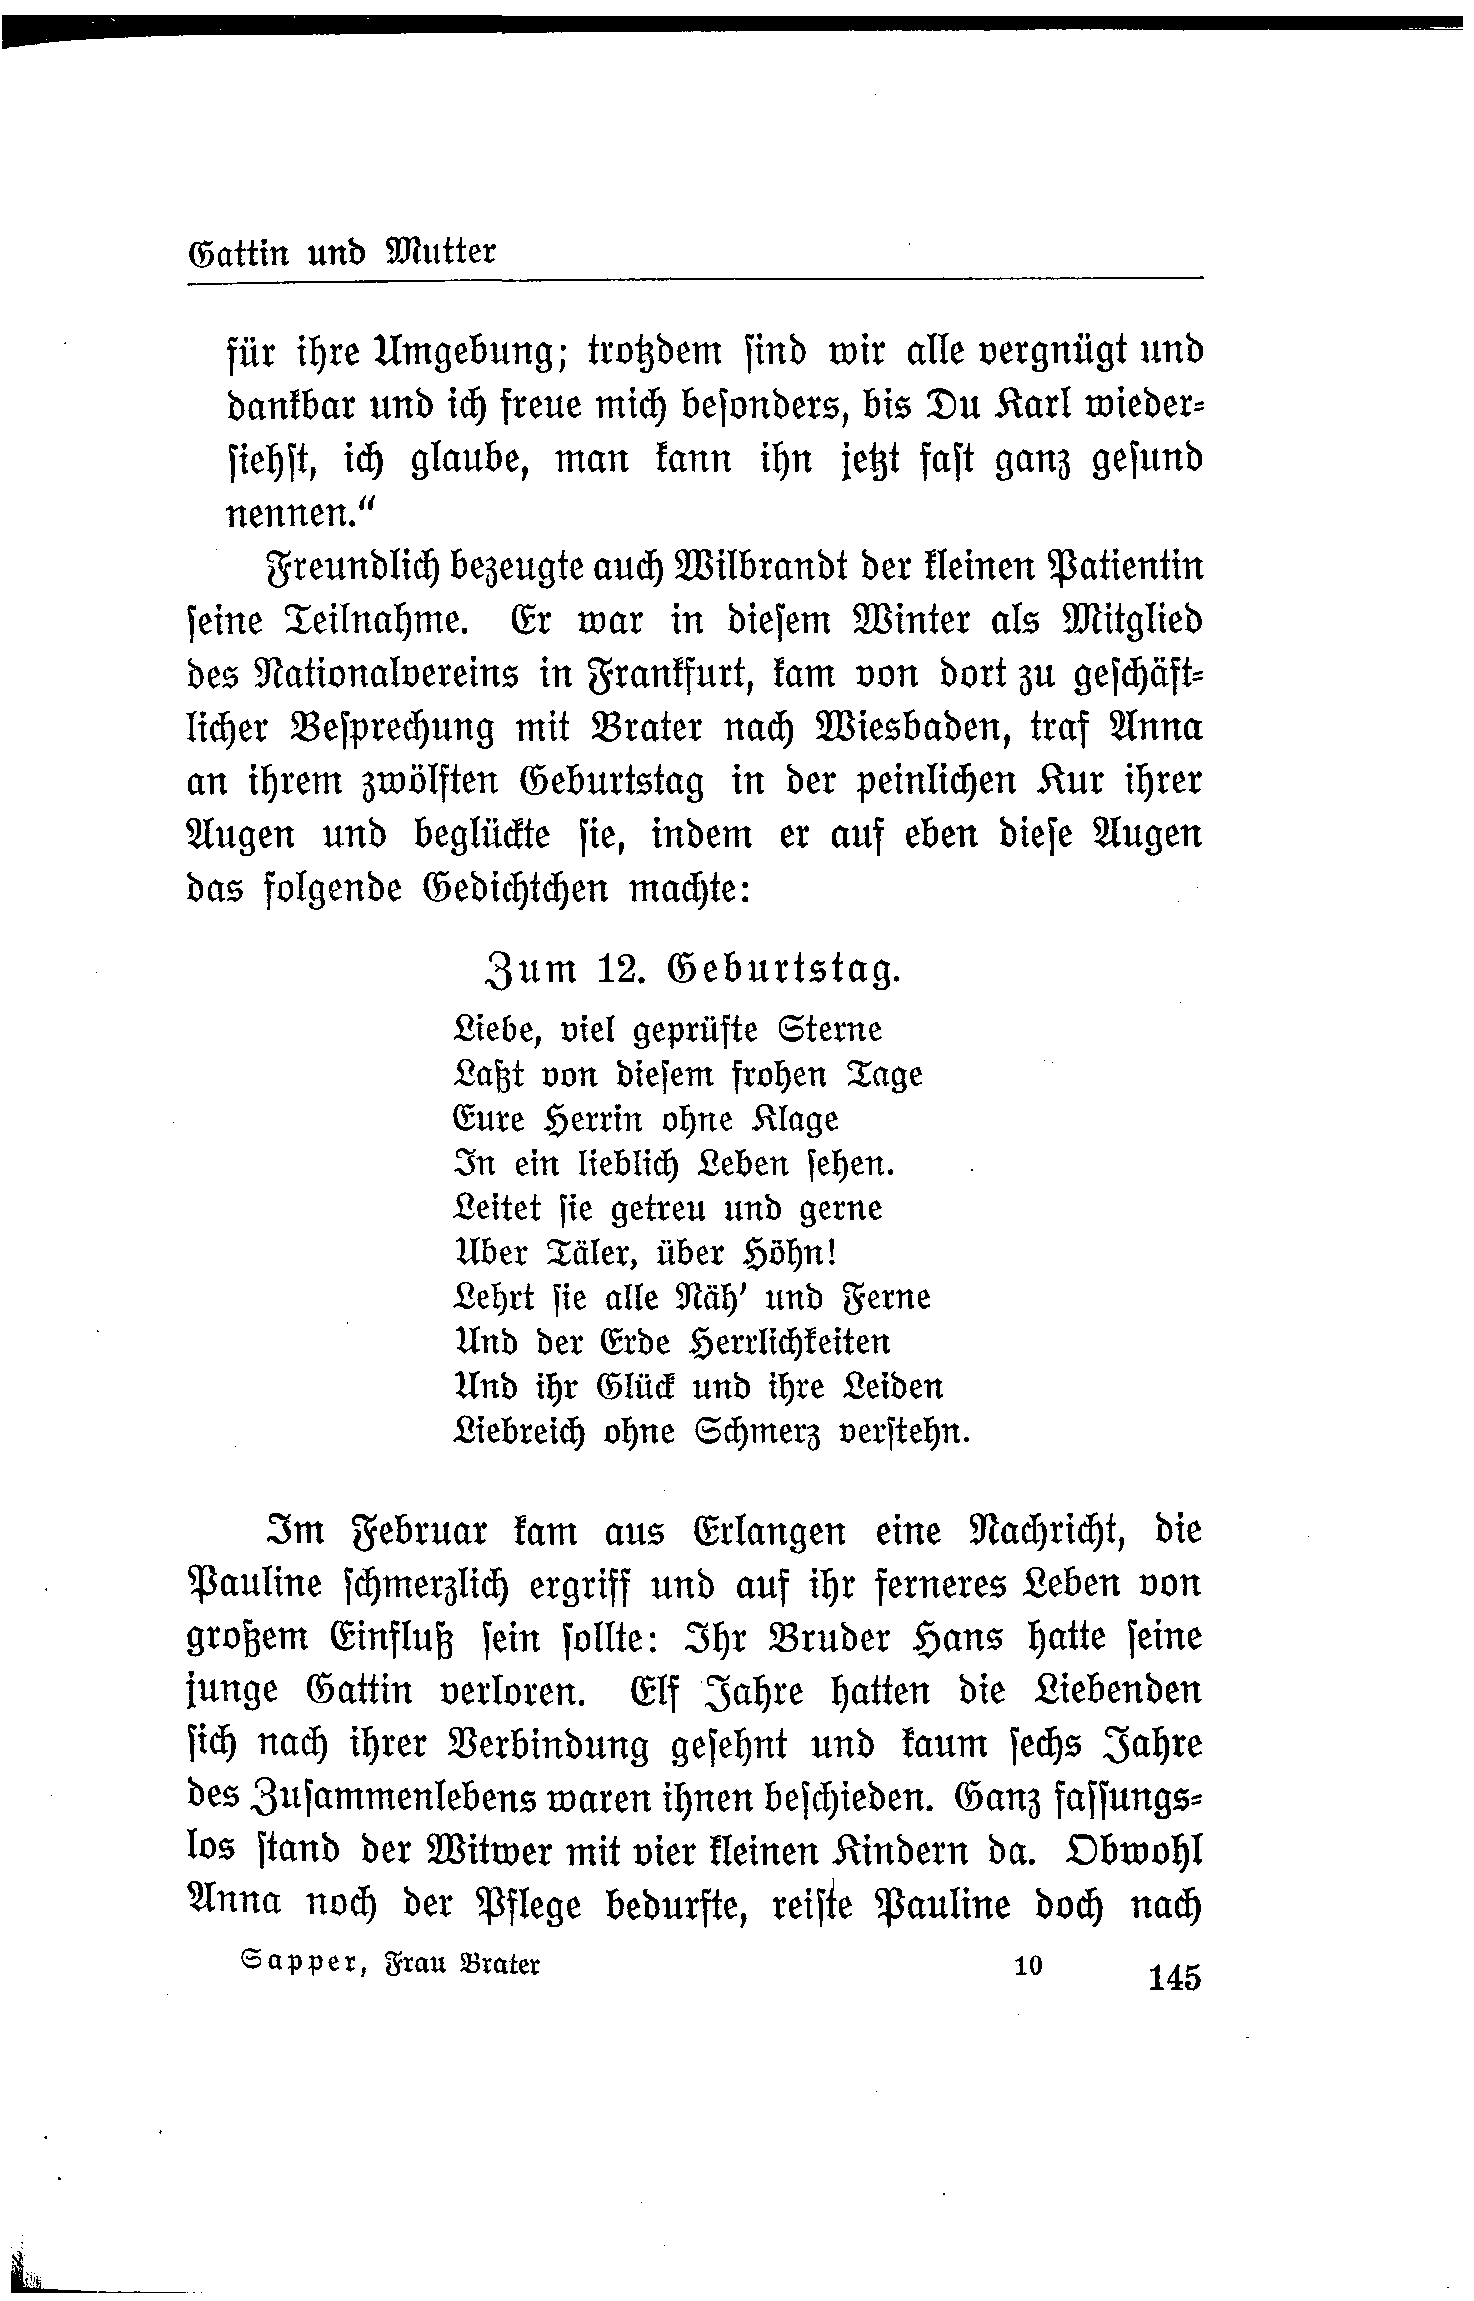 Gattin und Mutter
für ihre Umgebung; trotzdem sind wir alle vergnügt und
dankbar und ich freue mich besonders, bis Du Karl wieder-
siehst, ich glaube, man kann ihn jetzt fast ganz gesund
nennen.“
Freundlich bezeugte auch Wilbrandt der kleinen Patientin
seine Teilnahme. Er war in diesem Winter als Mitglied
des Nationalvereins in Frankfurt, kam von dort zu geschäft-
licher Besprechung mit Brater nach Wiesbaden, traf Anna
an ihrem zwölften Geburtstag in der peinlichen Kur ihrer
Augen und beglückte sie, indem er auf eben diese Augen
das folgende Gedichtchen machte:
Zum 12. Geburtstag.
Liebe, viel geprüfte Sterne
Laßt von diesem frohen Tage
Eure Herrin ohne Klage
In ein lieblich Leben sehen.
Leitet sie getreu und gerne
Uber Täler, über Höhn!
Lehrt sie alle Näh' und Ferne
Und der Erde Herrlichkeiten
Und ihr Glück und ihre Leiden
Liebreich ohne Schmerz verstehn.
Im Februar kam aus Erlangen eine Nachricht, die
Pauline schmerzlich ergriff und auf ihr ferneres Leben von
großem Einfluß sein sollte: Ihr Bruder Hans hatte seine
junge Gattin verloren. Elf Jahre hatten die Liebenden
sich nach ihrer Verbindung gesehnt und kaum sechs Jahre
des Zusammenlebens waren ihnen beschieden. Ganz fassungs-
los stand der Witwer mit vier kleinen Kindern da. Obwohl
Anna noch der Pflege bedurfte, reiste Pauline doch nach
Sapper, Frau Brater 10 145